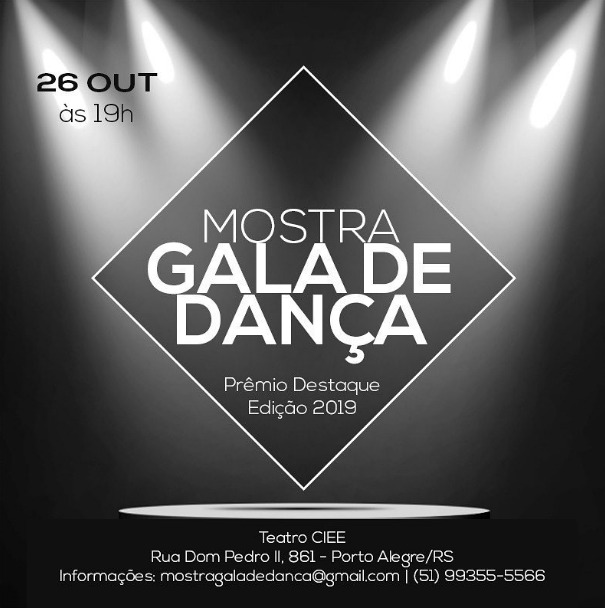 26 OUT
às 19h
MOSTRA
GALA DE
DANÇA
Prêmio Destaque
Edição 2019
Teatro CIEE
Rua Dom Pedro II, 861 - Porto Alegre/RS
Informações: mostragaladedanca@gmail.com | (51) 99355-5566